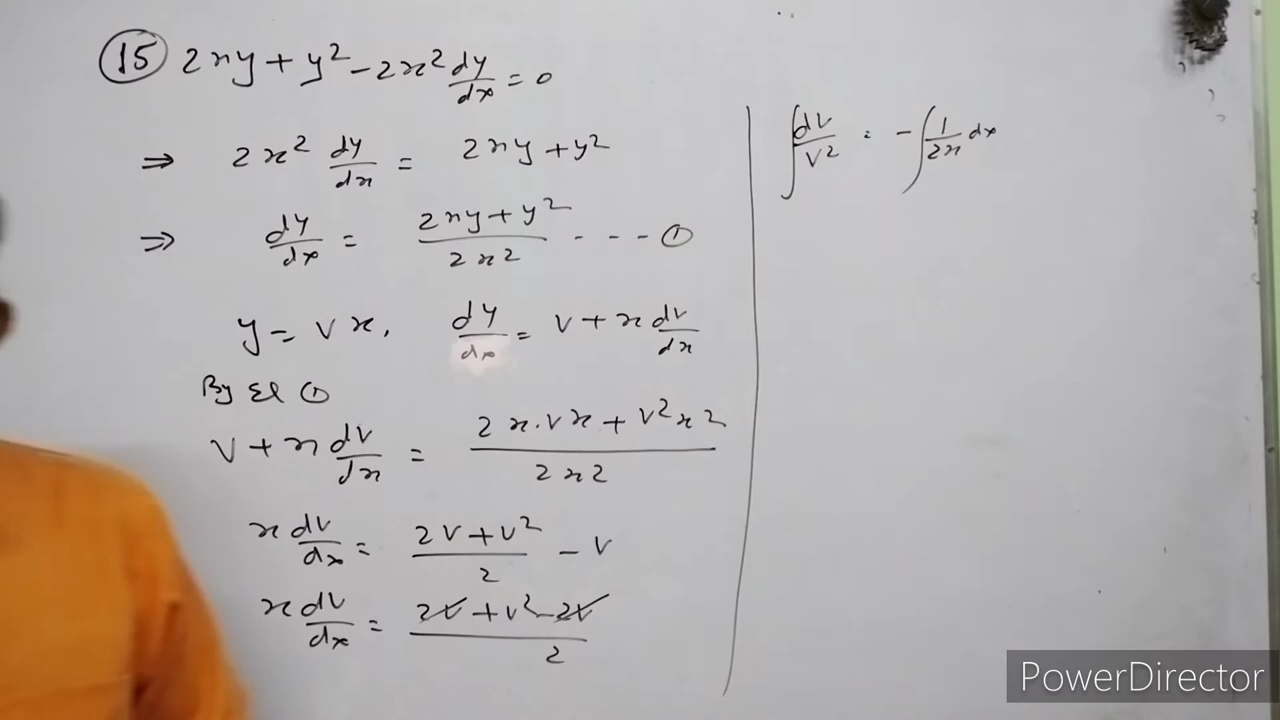 15 2xy + y² - 2x² dy/dx = 0
⇒ 2x² dy/dx = 2xy + y²
⇒ dy/dx = (2xy + y²)/(2x²) - - - - ①
y = vx, dy/dx = v + x dv/dx
By Eq ①
v + x dv/dx = (2x.vx + v²x²)/(2x²)
x dv/dx = (2v + v²)/2 - v
x dv/dx = (2v + v² - 2v)/2
∫ dv/v² = - ∫ 1/2x dx
PowerDirector